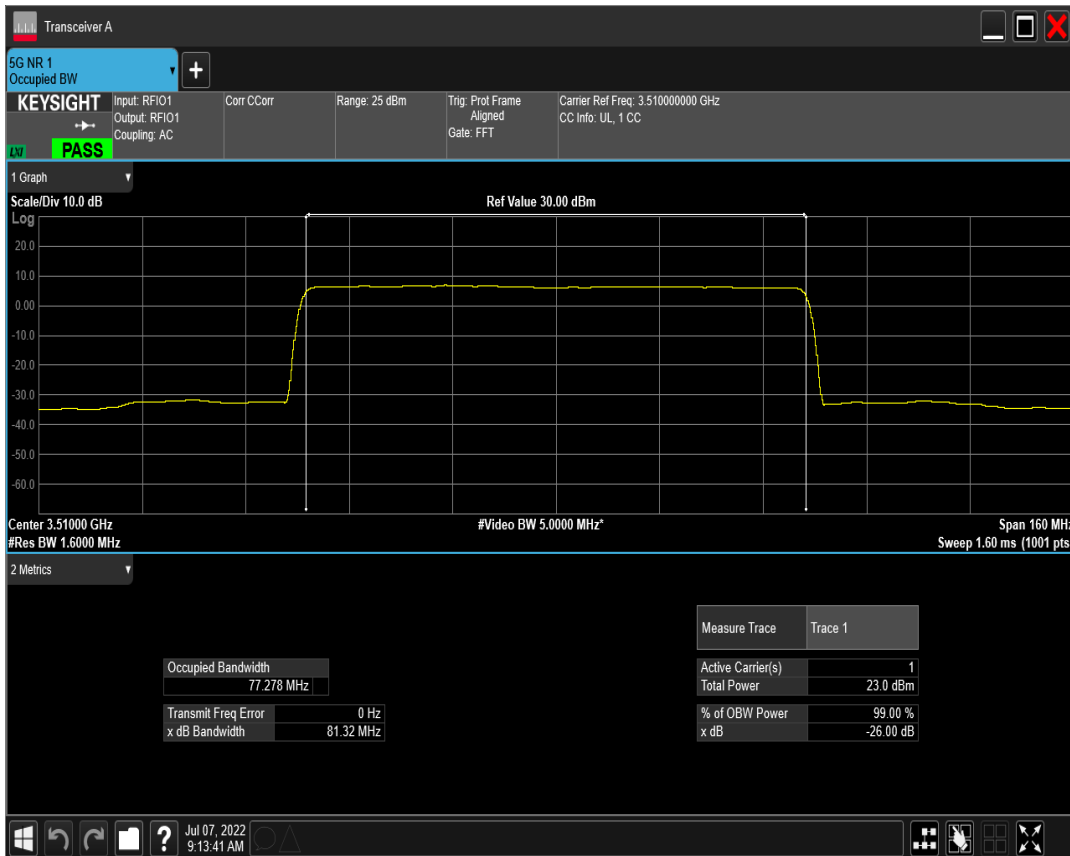 Transceiver A
5G NR 1
Occupied BW
KEYSIGHT
LXI
PASS
Input: RFIO1
Output: RFIO1
Coupling: AC
Corr CCorr
Range: 25 dBm
Trig: Prot Frame
Aligned
Gate: FFT
Carrier Ref Freq: 3.510000000 GHz
CC Info: UL, 1 CC
1 Graph
Scale/Div 10.0 dB
Ref Value 30.00 dBm
Log
20.0
10.0
0.00
-10.0
-20.0
-30.0
-40.0
-50.0
-60.0
Center 3.51000 GHz
#Video BW 5.0000 MHz*
Span 160 MHz
#Res BW 1.6000 MHz
Sweep 1.60 ms (1001 pts
2 Metrics
Measure Trace Trace 1
Occupied Bandwidth
77.278 MHz
Active Carrier(s) 1
Total Power 23.0 dBm
Transmit Freq Error 0 Hz
x dB Bandwidth 81.32 MHz
% of OBW Power 99.00 %
x dB -26.00 dB
?
Jul 07, 2022
9:13:41 AM